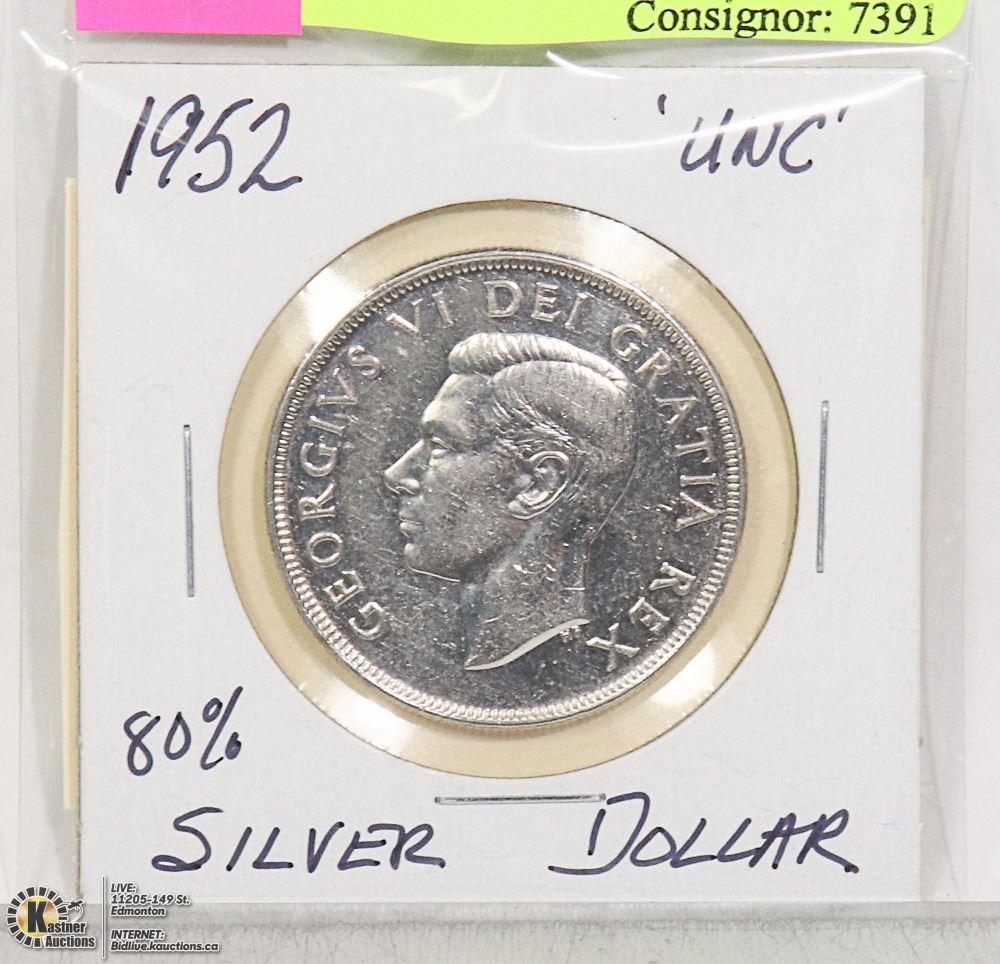 Consignor: 7391
1952 'UNC'
GEORGIVS VI DEI GRATIA REX
80%
SILVER DOLLAR
LIVE:
11205-149 St.
Edmonton
Kastner
Auctions
INTERNET:
Bidlive.kauctions.ca